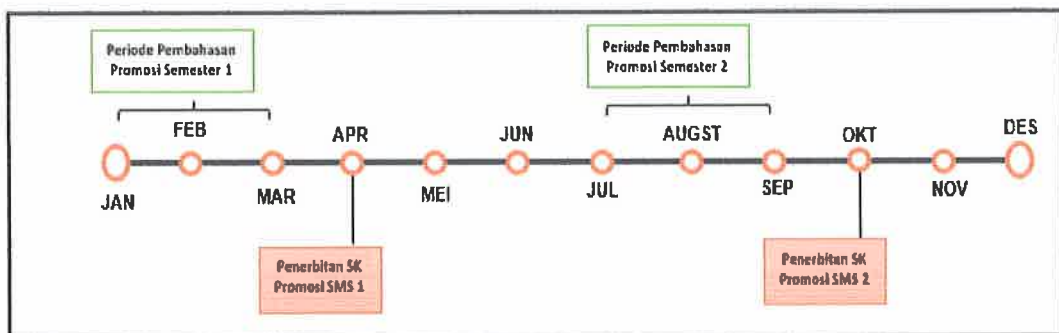 Periode Pembahasan
Promosi Semester 1
Periode Pembahasan
Promosi Semester 2
FEB
APR
JUN
AUGST
OKT
DES
JAN
MAR
MEI
JUL
SEP
NOV
Penerbitan SK
Promosi SMS 1
Penerbitan SK
Promosi SMS 2